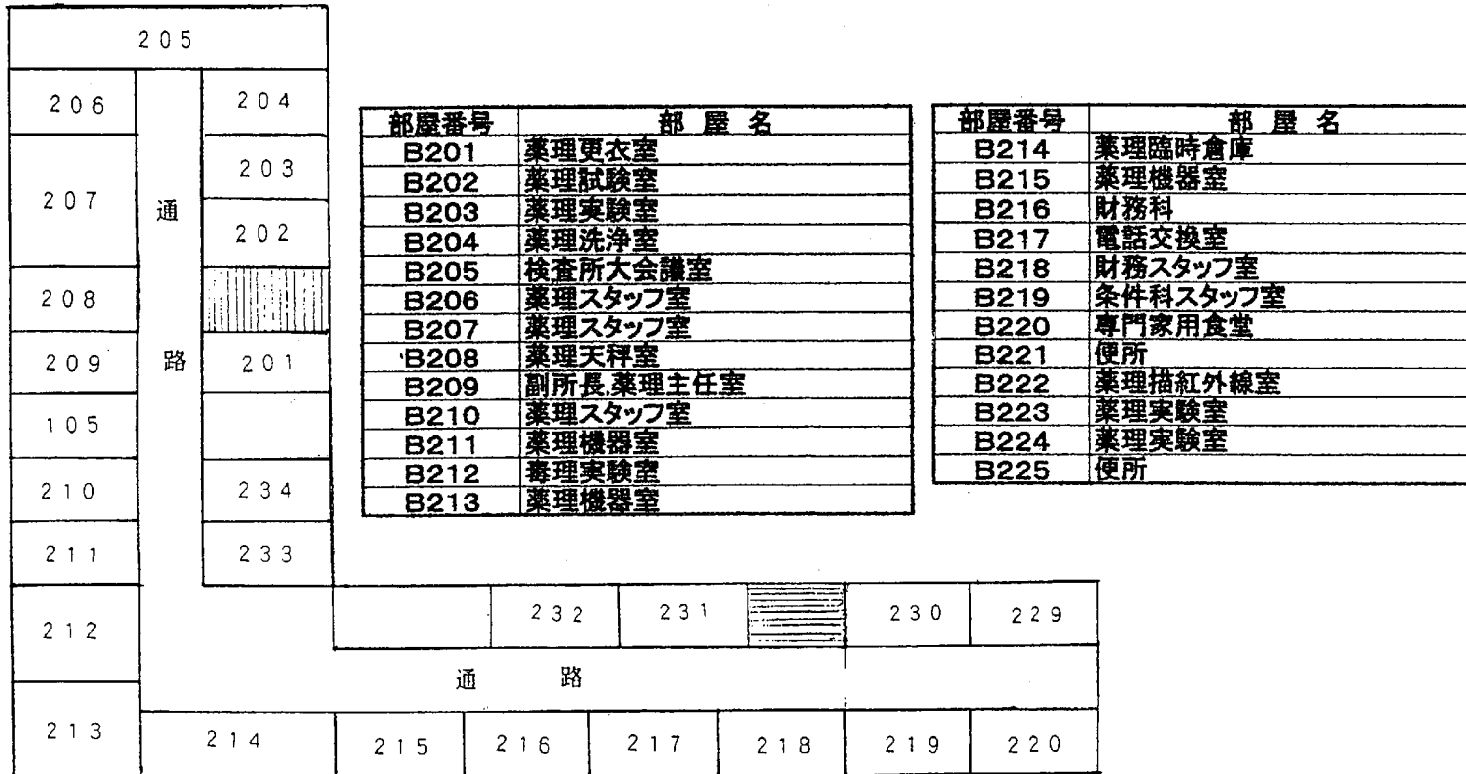 205
206
204
203
207
通
202
208
209
路
201
105
210
234
211
233
212
232
231
230
229
通 路
213
214
215
216
217
218
219
220
部屋番号 部屋名
B201 薬理更衣室
B202 薬理試験室
B203 薬理実験室
B204 薬理洗浄室
B205 検査所大会議室
B206 薬理スタッフ室
B207 薬理スタッフ室
B208 薬理天秤室
B209 副所長,薬理主任室
B210 薬理スタッフ室
B211 薬理機器室
B212 毒理実験室
B213 薬理機器室
部屋番号 部屋名
B214 薬理臨時倉庫
B215 薬理機器室
B216 財務科
B217 電話交換室
B218 財務スタッフ室
B219 条件科スタッフ室
B220 専門家用食堂
B221 便所
B222 薬理描紅外線室
B223 薬理実験室
B224 薬理実験室
B225 便所